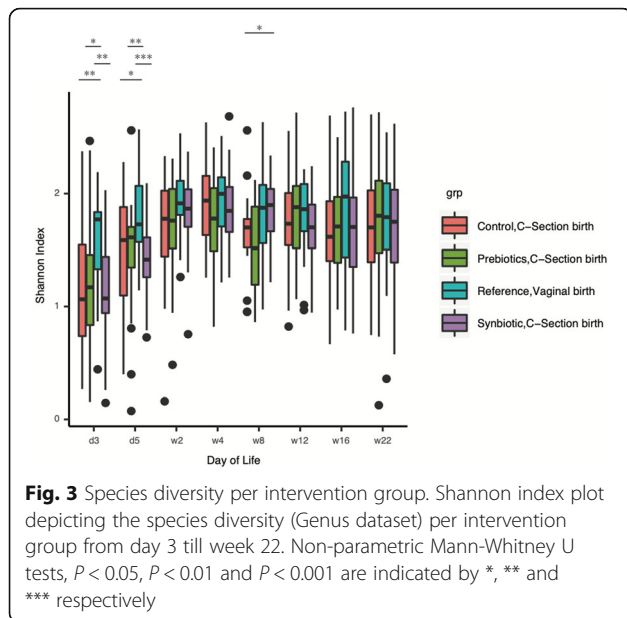 *
* ** *
** ***
** *
2
1
0
Shannon Index
d3 d5 w2 w4 w8 w12 w16 w22
Day of Life
grp
Control,C−Section birth
Prebiotics,C−Section birth
Reference,Vaginal birth
Synbiotic,C−Section birth
Fig. 3 Species diversity per intervention group. Shannon index plot
depicting the species diversity (Genus dataset) per intervention
group from day 3 till week 22. Non-parametric Mann-Whitney U
tests, P < 0.05, P < 0.01 and P < 0.001 are indicated by *, ** and
*** respectively